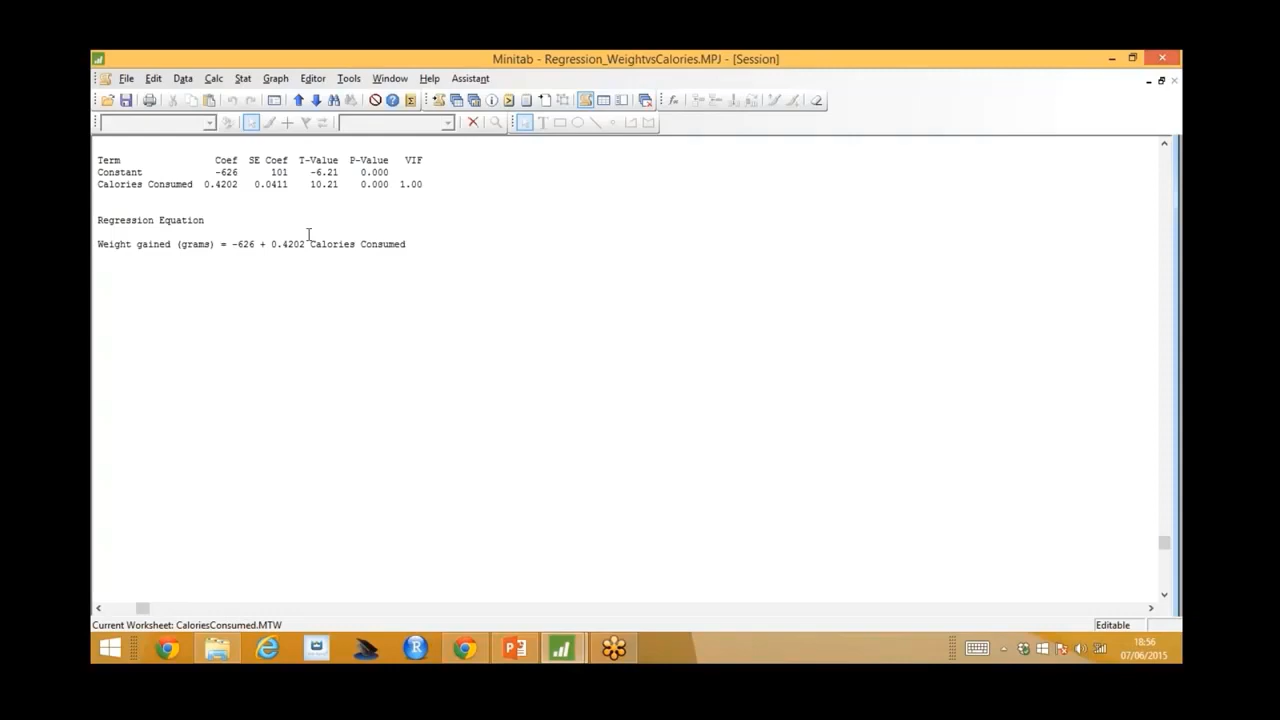 Minitab - Regression_WeightvsCalories.MPJ - [Session]
File Edit Data Calc Stat Graph Editor Tools Window Help Assistant
Term Coef SE Coef T-Value P-Value VIF
Constant -626 101 -6.21 0.000
Calories Consumed 0.4202 0.0411 10.21 0.000 1.00
Regression Equation
Weight gained (grams) = -626 + 0.4202 Calories Consumed
Current Worksheet: CaloriesConsumed.MTW
Editable
18:56
07/06/2015